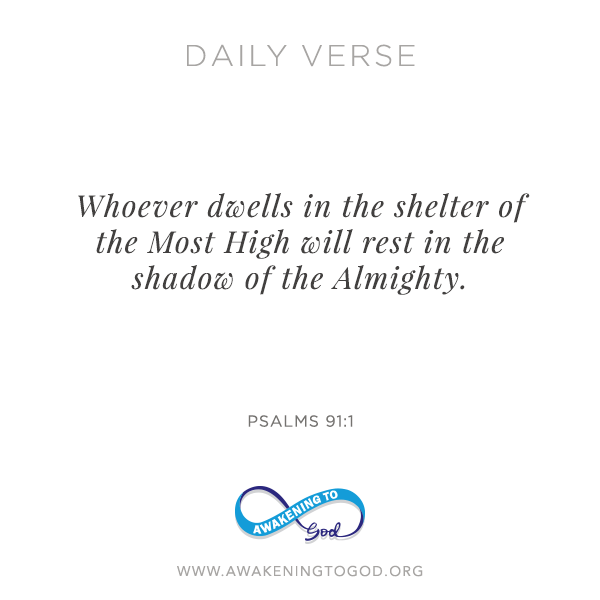 DAILY VERSE
Whoever dwells in the shelter of
the Most High will rest in the
shadow of the Almighty.
PSALMS 91:1
AWAKENING TO
God
WWW.AWAKENINGTOGOD.ORG